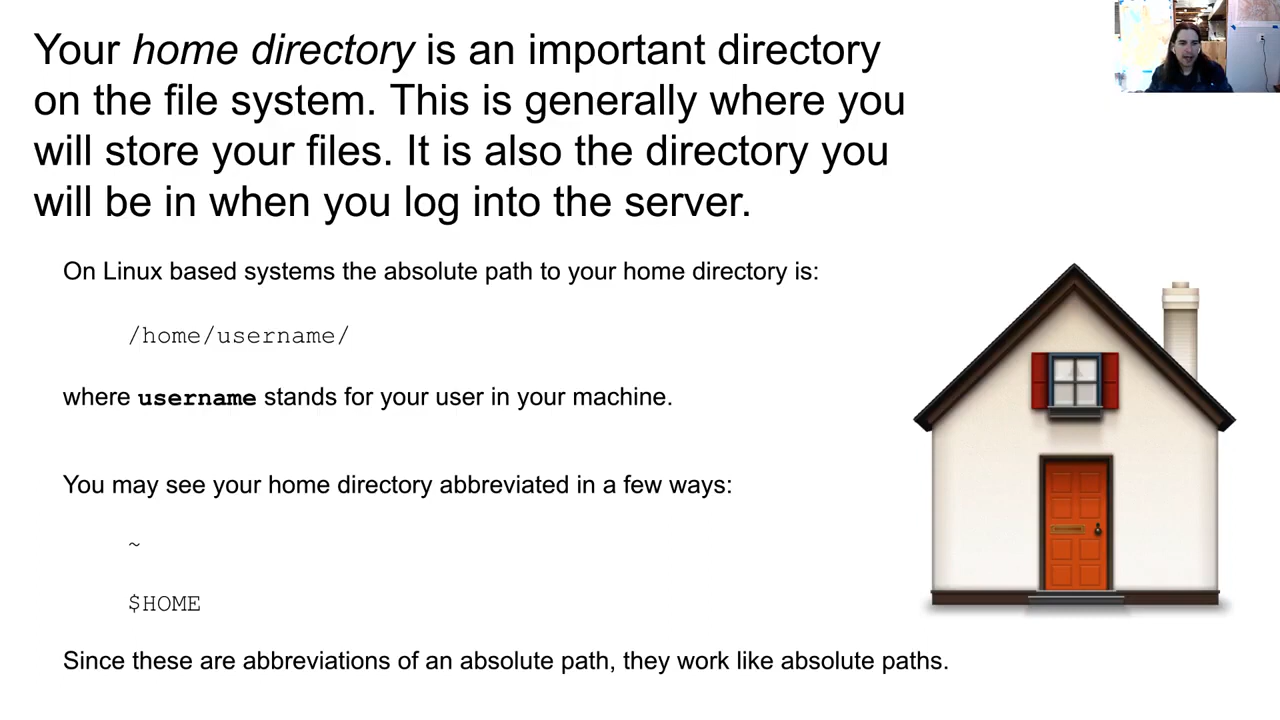 Your home directory is an important directory
on the file system. This is generally where you
will store your files. It is also the directory you
will be in when you log into the server.
On Linux based systems the absolute path to your home directory is:
/home/username/
where username stands for your user in your machine.
You may see your home directory abbreviated in a few ways:
~
$HOME
Since these are abbreviations of an absolute path, they work like absolute paths.